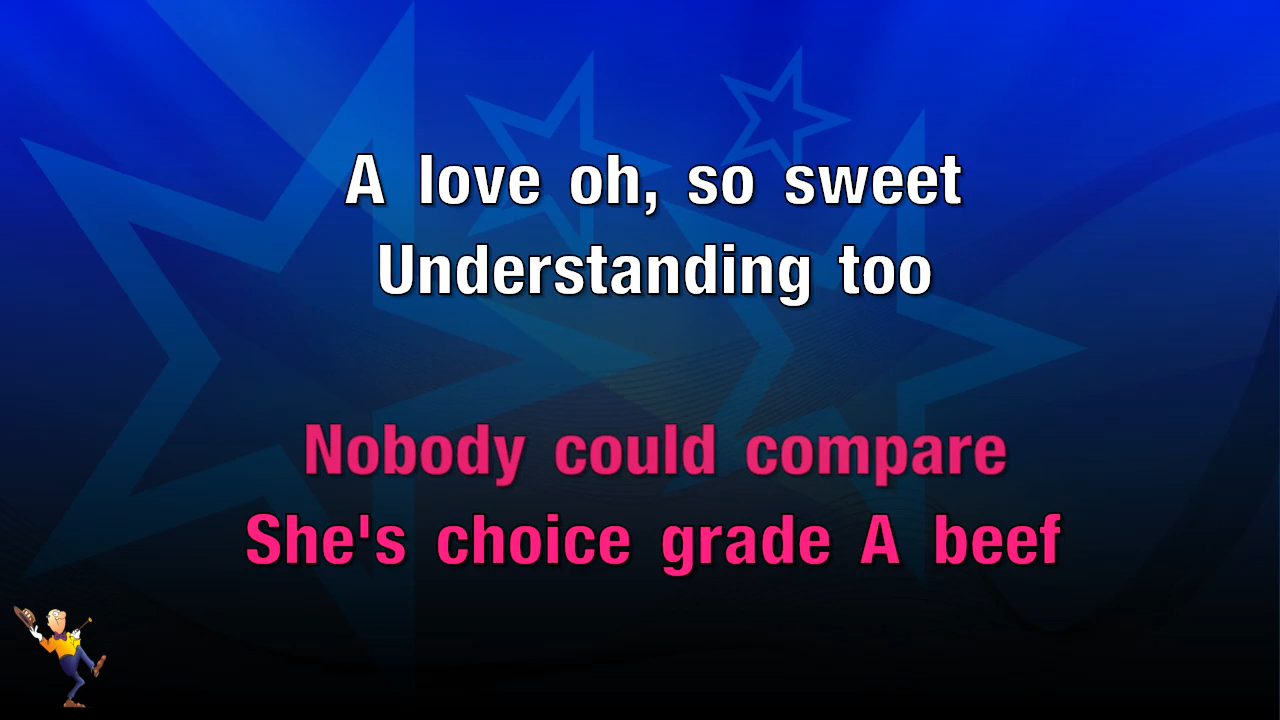 A love oh, so sweet
Understanding too
Nobody could compare
She's choice grade A beef